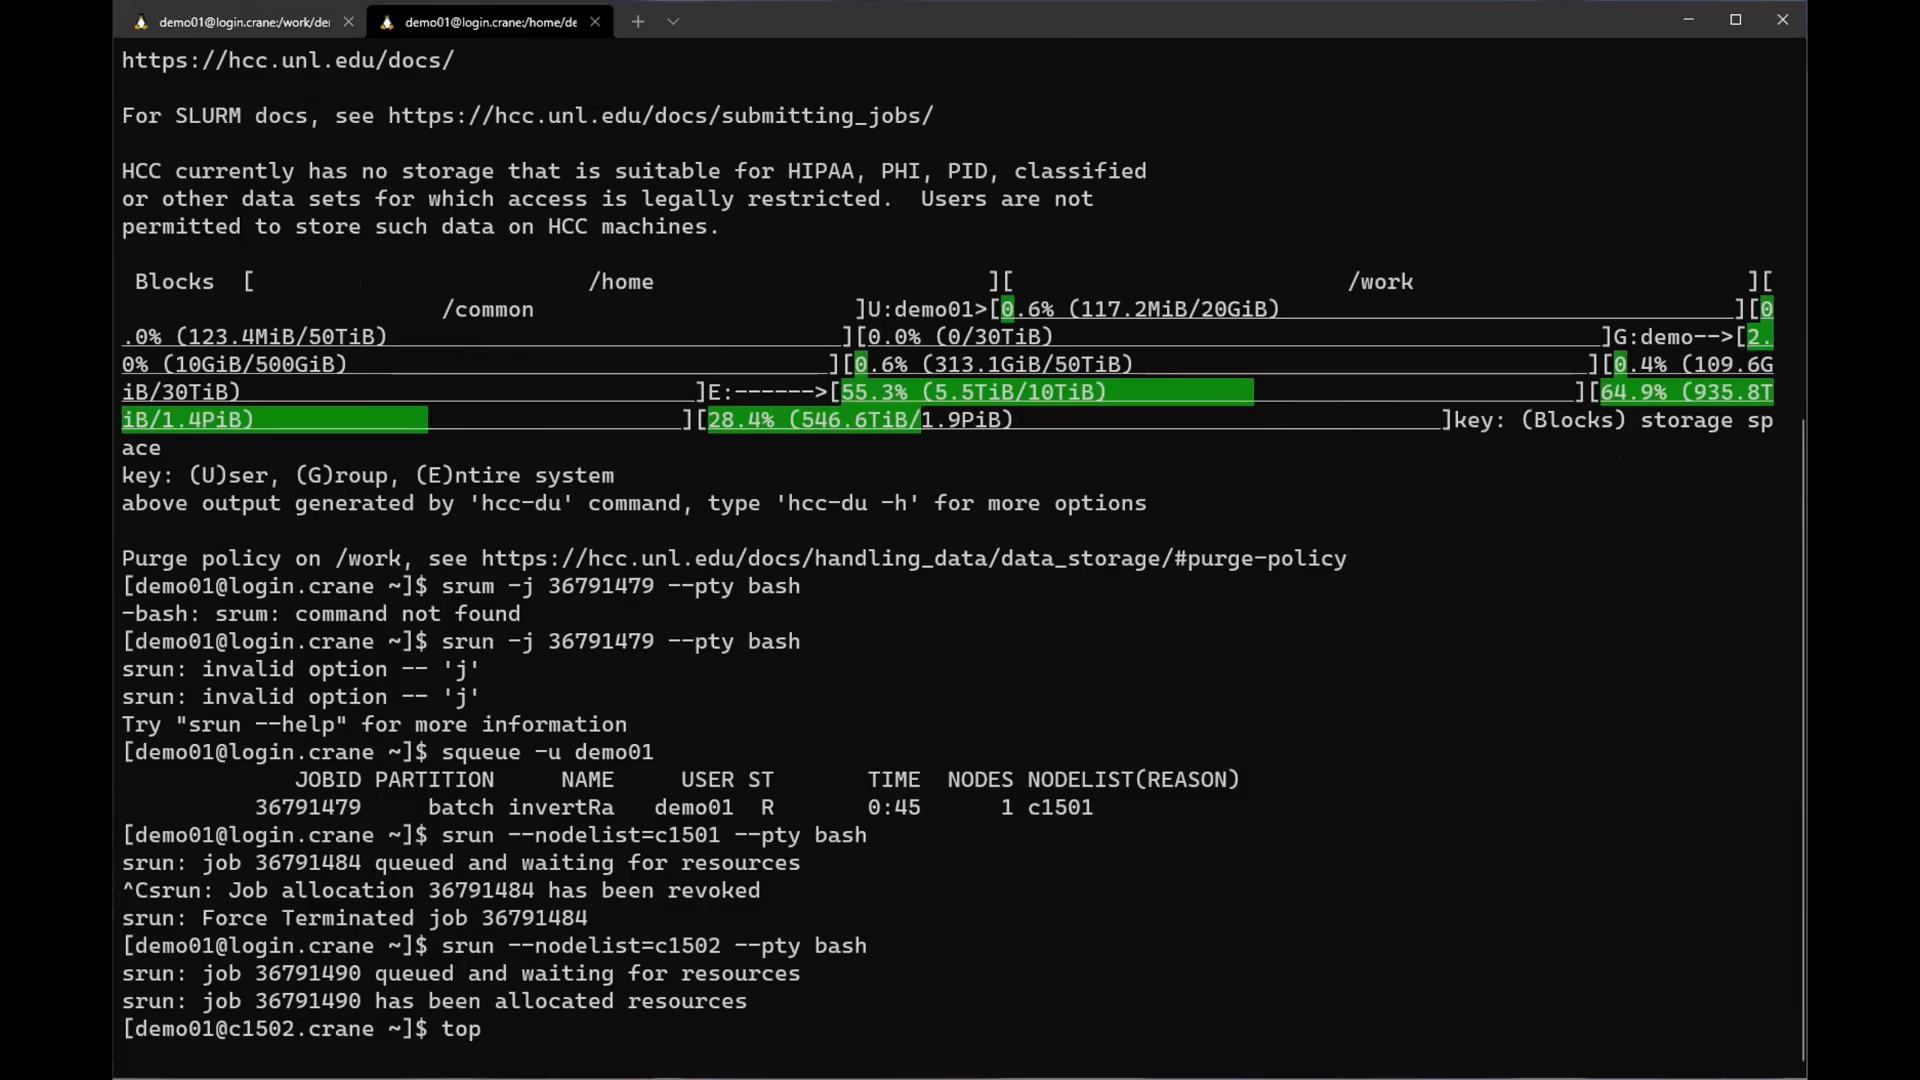 demo01@login.crane:/work/der
demo01@login.crane:/home/de
https://hcc.unl.edu/docs/
For SLURM docs, see https://hcc.unl.edu/docs/submitting_jobs/
HCC currently has no storage that is suitable for HIPAA, PHI, PID, classified
or other data sets for which access is legally restricted.  Users are not
permitted to store such data on HCC machines.
Blocks  [                         /home                         ][                         /work                         ][
/common                        ]U:demo01>[0.6% (117.2MiB/20GiB)                                  ][0
.0% (123.4MiB/50TiB)                                  ][0.0% (0/30TiB)                                         ]G:demo-->[2.
0% (10GiB/500GiB)                                    ][0.6% (313.1GiB/50TiB)                                  ][0.4% (109.6G
iB/30TiB)                                  ]E:------>[55.3% (5.5TiB/10TiB)                                   ][64.9% (935.8T
iB/1.4PiB)                                ][28.4% (546.6TiB/1.9PiB)                                ]key: (Blocks) storage sp
ace
key: (U)ser, (G)roup, (E)ntire system
above output generated by 'hcc-du' command, type 'hcc-du -h' for more options
Purge policy on /work, see https://hcc.unl.edu/docs/handling_data/data_storage/#purge-policy
[demo01@login.crane ~]$ srum -j 36791479 --pty bash
-bash: srum: command not found
[demo01@login.crane ~]$ srun -j 36791479 --pty bash
srun: invalid option -- 'j'
srun: invalid option -- 'j'
Try "srun --help" for more information
[demo01@login.crane ~]$ squeue -u demo01
JOBID PARTITION     NAME     USER ST       TIME  NODES NODELIST(REASON)
36791479     batch invertRa   demo01  R       0:45      1 c1501
[demo01@login.crane ~]$ srun --nodelist=c1501 --pty bash
srun: job 36791484 queued and waiting for resources
^Csrun: Job allocation 36791484 has been revoked
srun: Force Terminated job 36791484
[demo01@login.crane ~]$ srun --nodelist=c1502 --pty bash
srun: job 36791490 queued and waiting for resources
srun: job 36791490 has been allocated resources
[demo01@c1502.crane ~]$ top